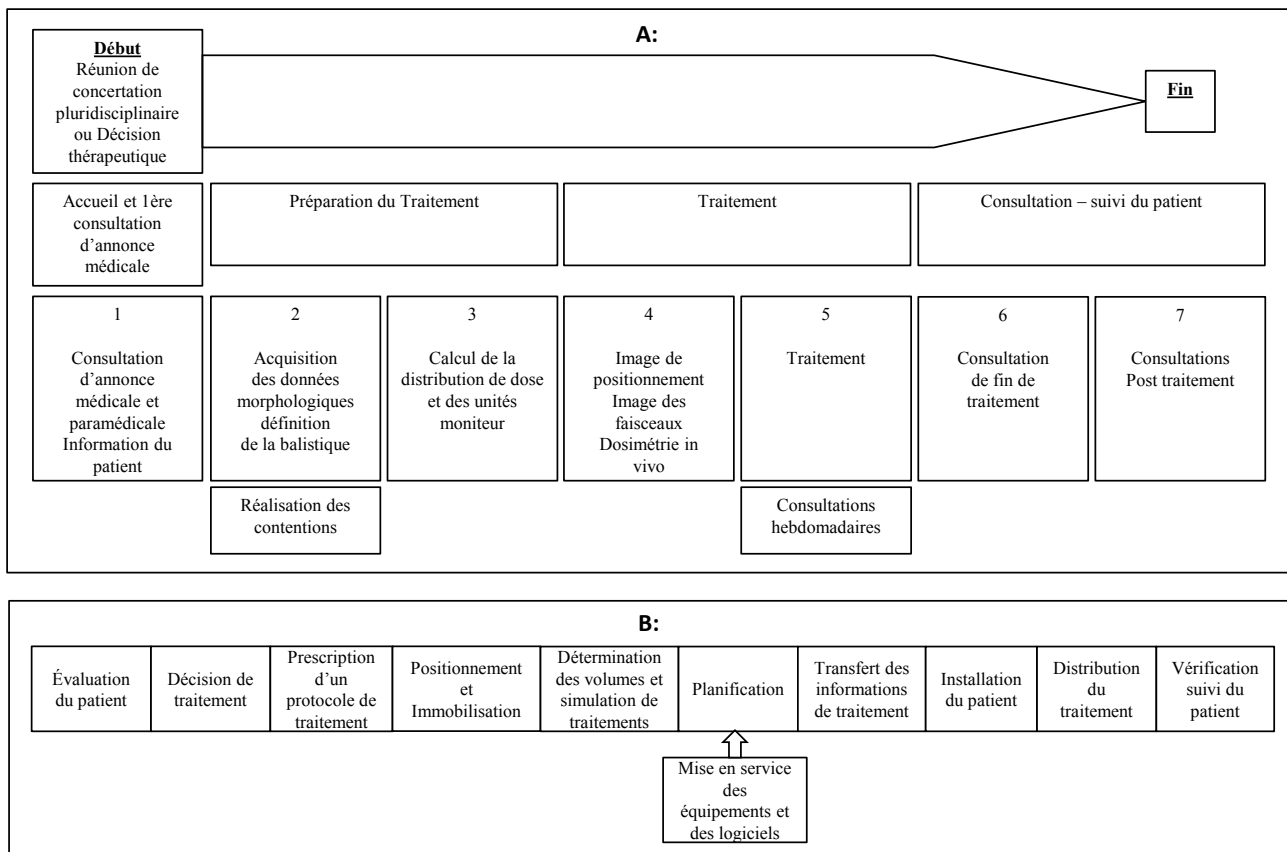 A:
Début
Réunion de
concertation
pluridisciplinaire
ou Décision
thérapeutique
Fin
Accueil et 1ère
consultation
d'annonce
médicale
Préparation du Traitement
Traitement
Consultation – suivi du patient
1
Consultation
d'annonce
médicale et
paramédicale
Information du
patient
2
Acquisition
des données
morphologiques
définition
de la balistique
3
Calcul de la
distribution de dose
et des unités
moniteur
4
Image de
positionnement
Image des
faisceaux
Dosimétrie in
vivo
5
Traitement
6
Consultation
de fin de
traitement
7
Consultations
Post traitement
Réalisation des
contentions
Consultations
hebdomadaires
B:
Évaluation
du patient
Décision de
traitement
Prescription
d'un
protocole de
traitement
Positionnement
et
Immobilisation
Détermination
des volumes et
simulation de
traitements
Planification
Transfert des
informations
de traitement
Installation
du patient
Distribution
du
traitement
Vérification
suivi du
patient
Mise en service
des
équipements et
des logiciels